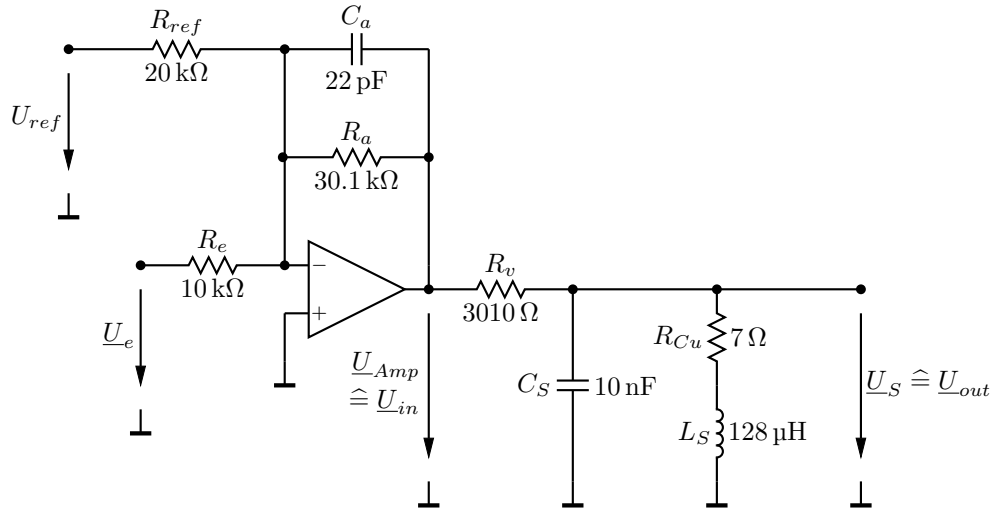 C_a
R_ref
20 kΩ
22 pF
U_ref
R_a
30.1 kΩ
R_e
10 kΩ
−
+
R_v
3010 Ω
U_e
U_Amp
≙ U_in
R_Cu 7 Ω
C_S 10 nF
U_S ≙ U_out
L_S 128 µH